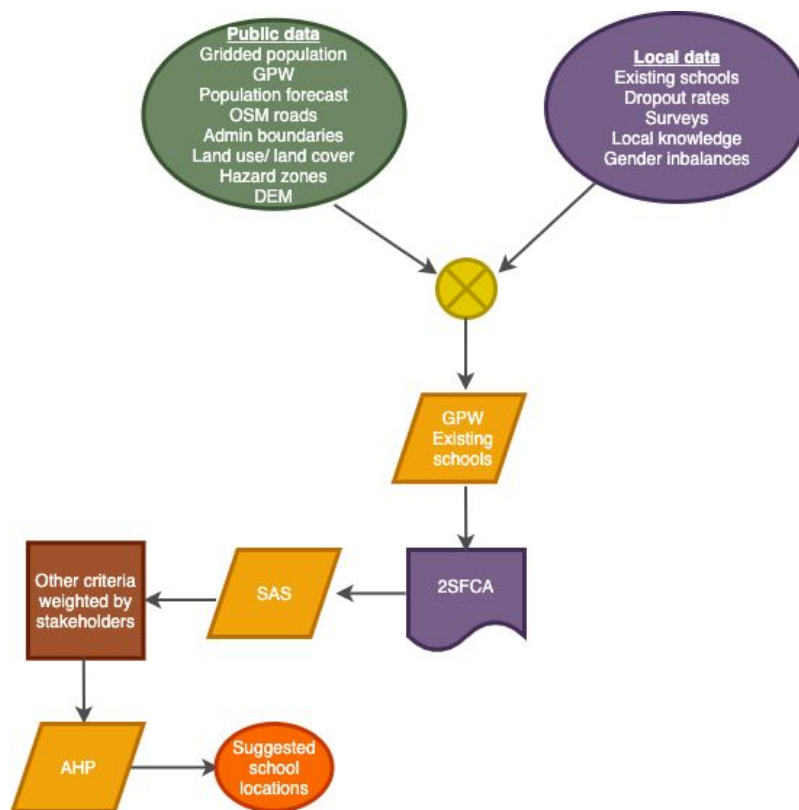 Public data
Gridded population
GPW
Population forecast
OSM roads
Admin boundaries
Land use/ land cover
Hazard zones
DEM
Local data
Existing schools
Dropout rates
Surveys
Local knowledge
Gender inbalances
GPW
Existing
schools
2SFCA
SAS
Other criteria
weighted by
stakeholders
AHP
Suggested
school
locations